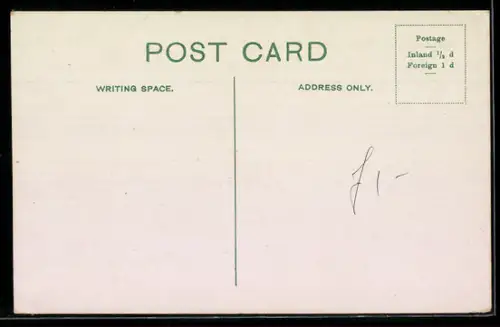 POST CARD
Postage
Inland 1/2 d
Foreign 1 d
WRITING SPACE.
ADDRESS ONLY.
£1-